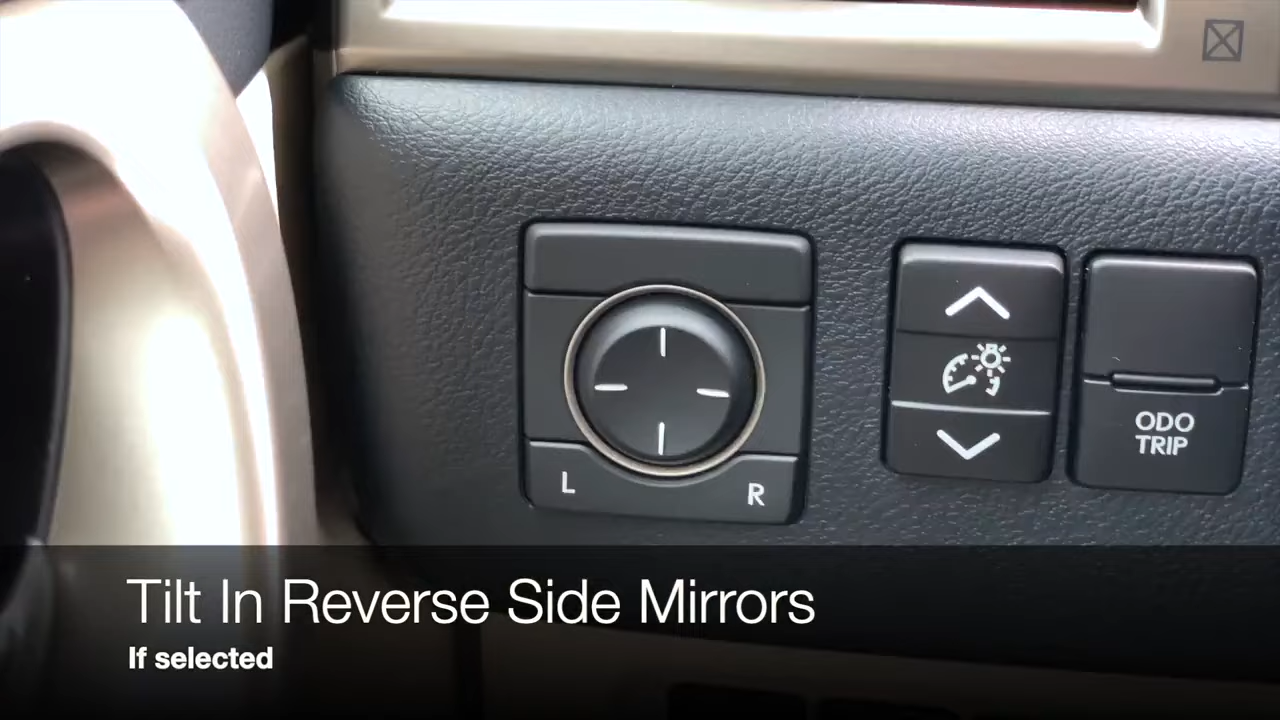 L
R
ODO
TRIP
Tilt In Reverse Side Mirrors
If selected